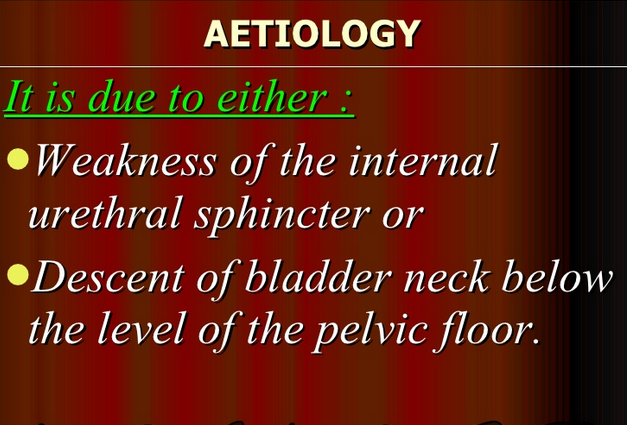 AETIOLOGY
It is due to either :
Weakness of the internal
urethral sphincter or
Descent of bladder neck below
the level of the pelvic floor.